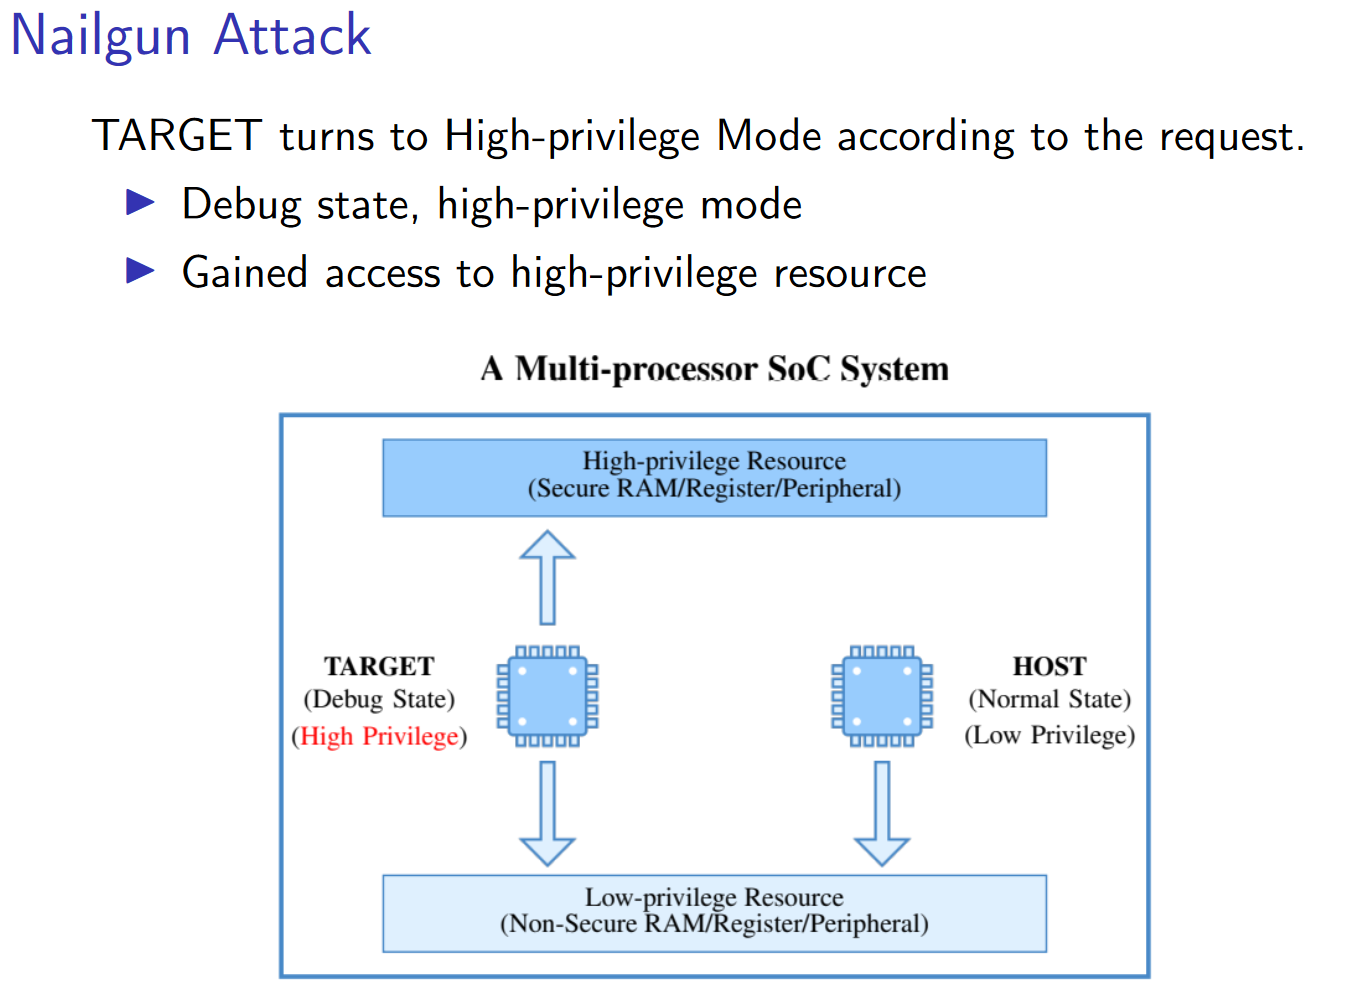 Nailgun Attack
TARGET turns to High-privilege Mode according to the request.
Debug state, high-privilege mode
Gained access to high-privilege resource
A Multi-processor SoC System
High-privilege Resource
(Secure RAM/Register/Peripheral)
TARGET
(Debug State)
(High Privilege)
HOST
(Normal State)
(Low Privilege)
Low-privilege Resource
(Non-Secure RAM/Register/Peripheral)